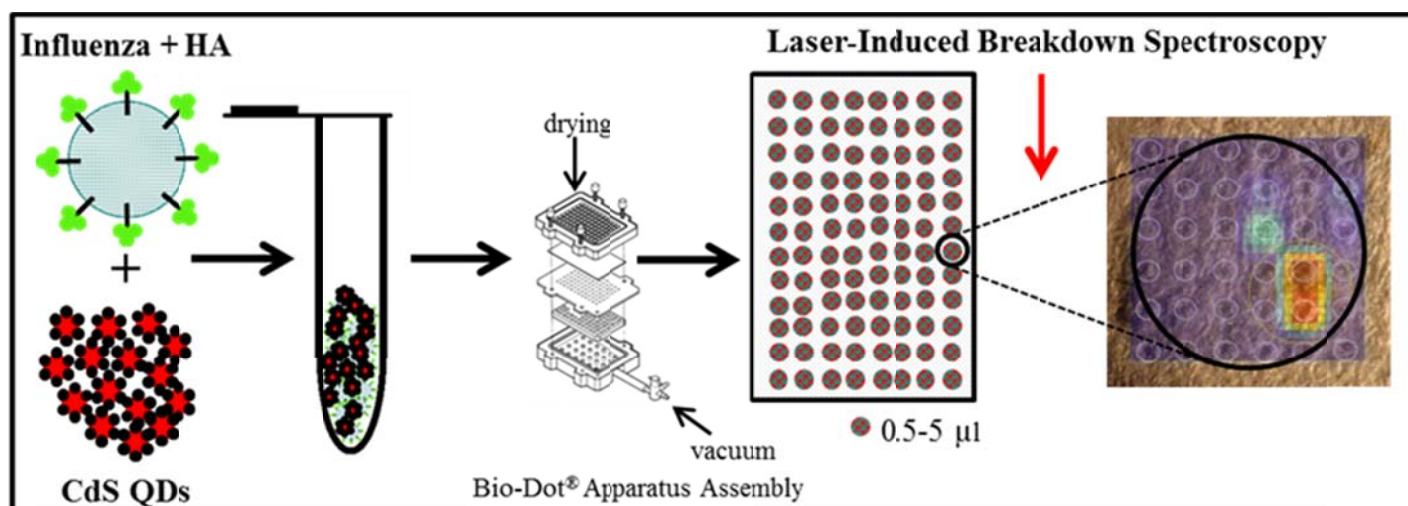 Influenza + HA
+
CdS QDs
drying
vacuum
Bio-Dot® Apparatus Assembly
Laser-Induced Breakdown Spectroscopy
0.5-5 µl